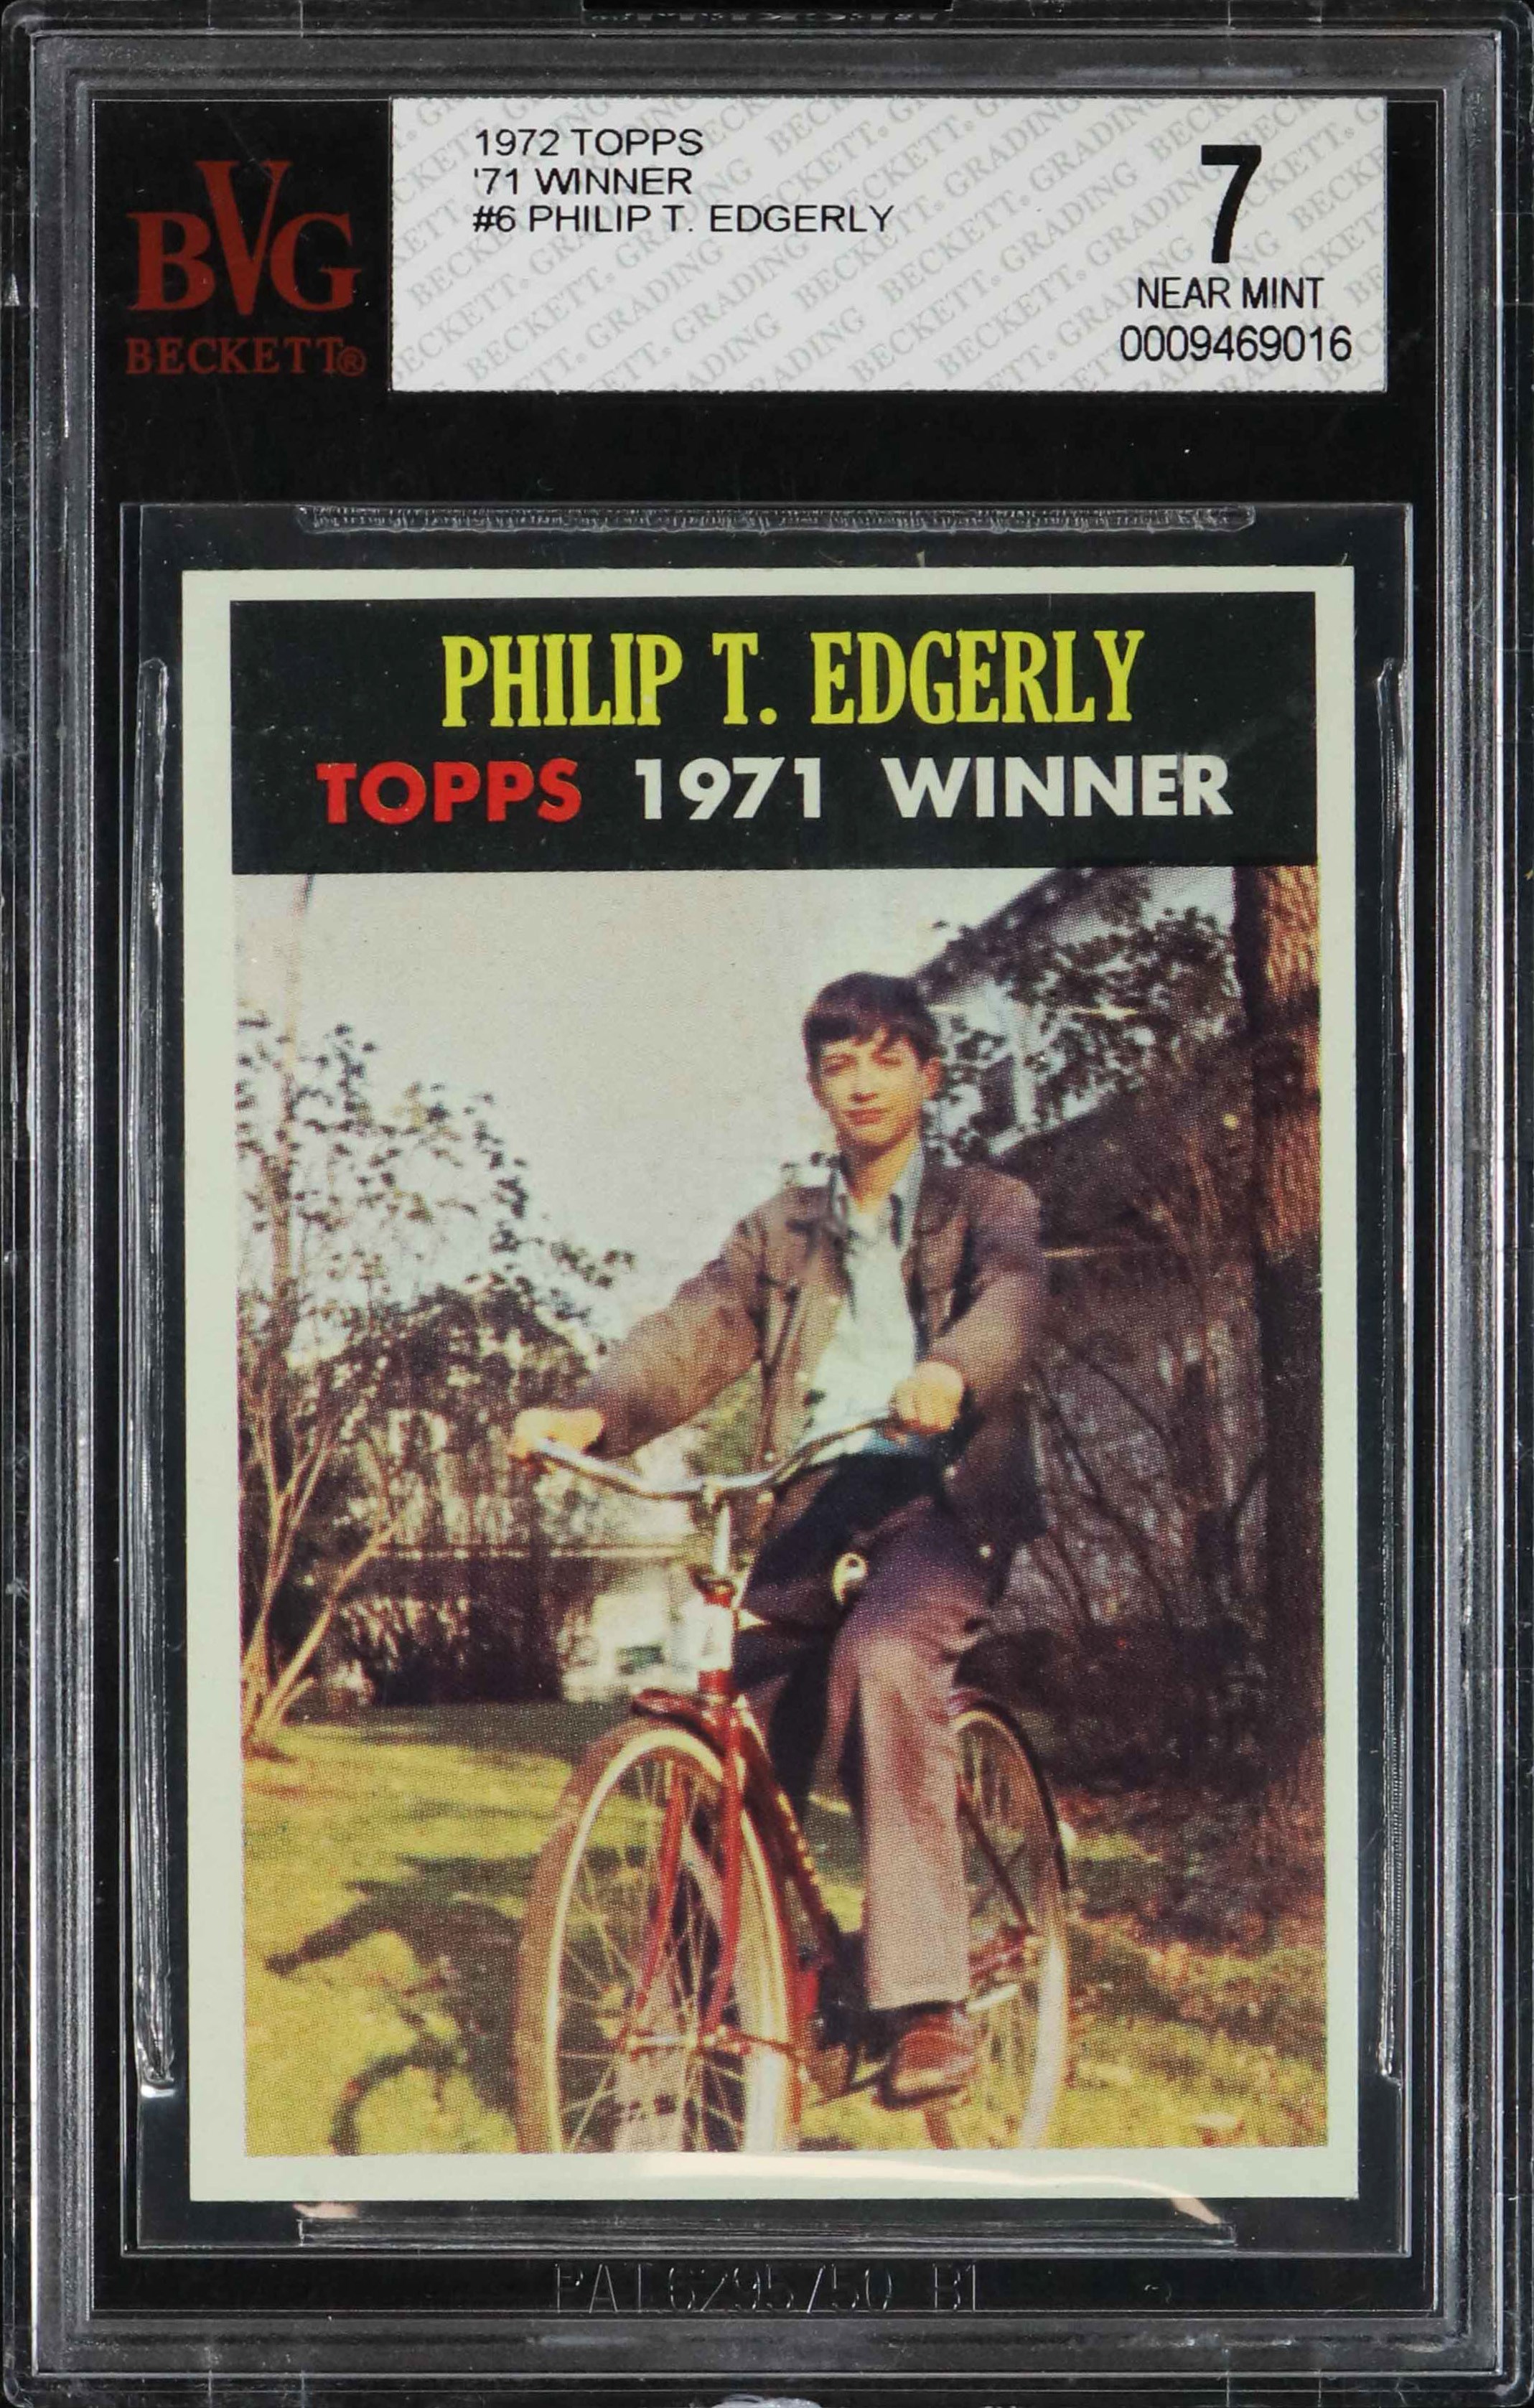 1972 TOPPS
'71 WINNER
#6 PHILIP T. EDGERLY
7
NEAR MINT
0009469016
BVG
BECKETT®
PHILIP T. EDGERLY
TOPPS 1971 WINNER